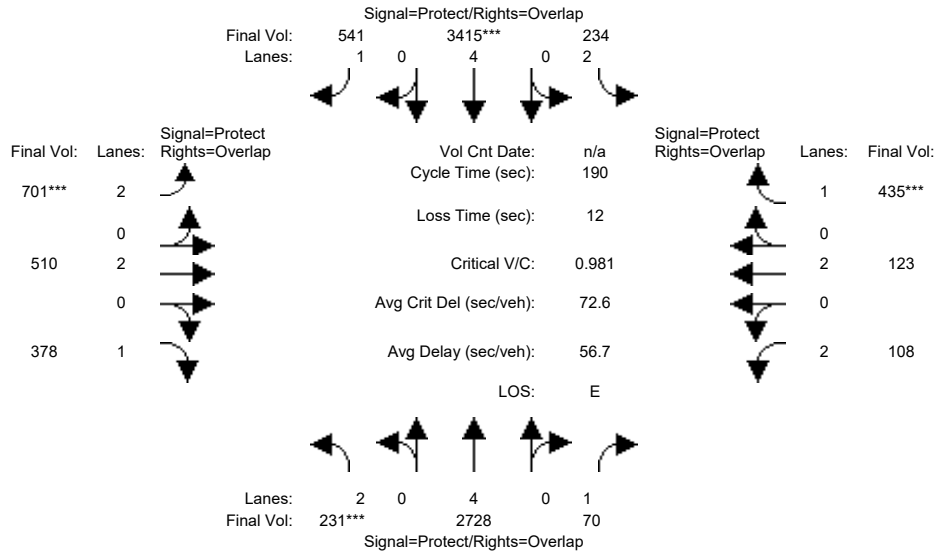 Signal=Protect/Rights=Overlap
Final Vol: 541 3415*** 234
Lanes: 1 0 4 0 2
Signal=Protect
Final Vol: Lanes: Rights=Overlap
Vol Cnt Date: n/a
Signal=Protect
Rights=Overlap Lanes: Final Vol:
Cycle Time (sec): 190
701*** 2
1 435***
Loss Time (sec): 12
0
0
510 2
Critical V/C: 0.981
2 123
0
Avg Crit Del (sec/veh): 72.6
0
378 1
Avg Delay (sec/veh): 56.7
2 108
LOS: E
Lanes: 2 0 4 0 1
Final Vol: 231*** 2728 70
Signal=Protect/Rights=Overlap